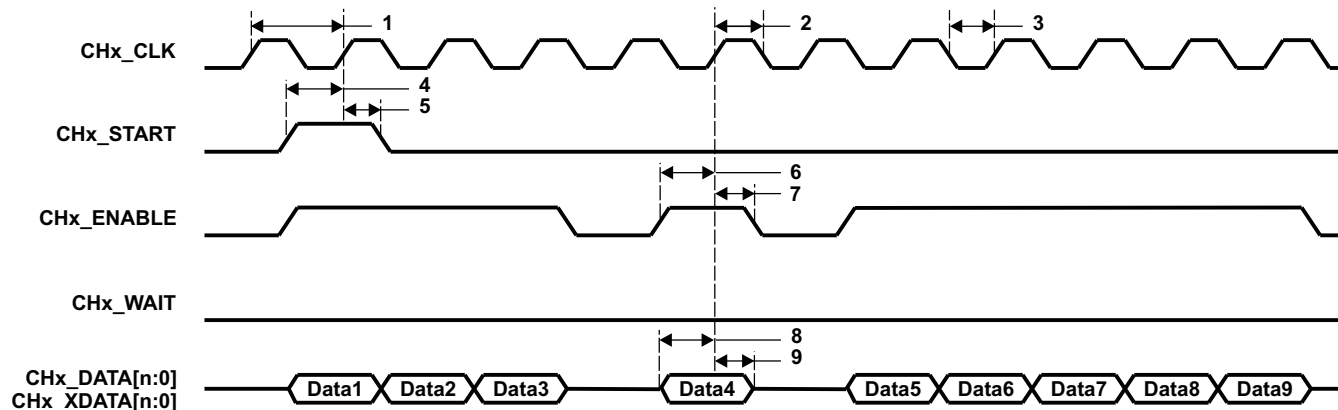 1
2
3
CHx_CLK
4
5
CHx_START
6
7
CHx_ENABLE
CHx_WAIT
8
9
CHx_DATA[n:0]
CHx_XDATA[n:0]
Data1 Data2 Data3 Data4 Data5 Data6 Data7 Data8 Data9